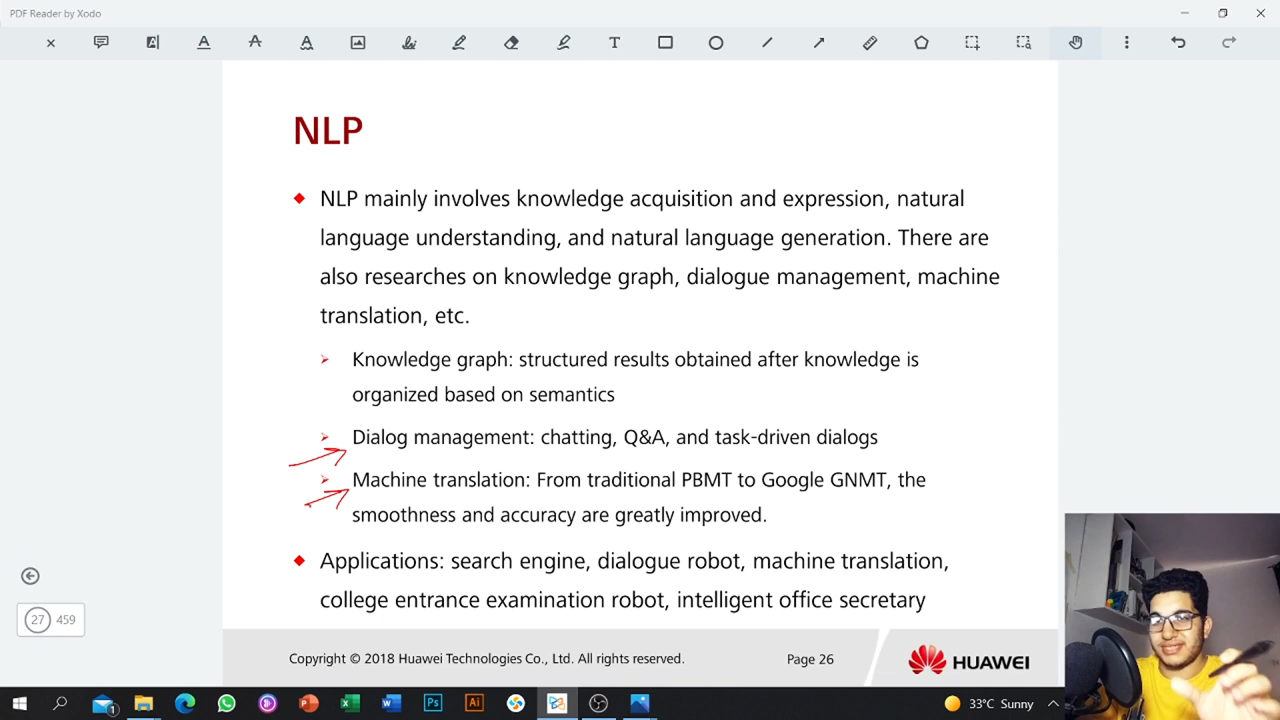 PDF Reader by Xodo
NLP
NLP mainly involves knowledge acquisition and expression, natural
language understanding, and natural language generation. There are
also researches on knowledge graph, dialogue management, machine
translation, etc.
Knowledge graph: structured results obtained after knowledge is
organized based on semantics
Dialog management: chatting, Q&A, and task-driven dialogs
Machine translation: From traditional PBMT to Google GNMT, the
smoothness and accuracy are greatly improved.
Applications: search engine, dialogue robot, machine translation,
college entrance examination robot, intelligent office secretary
27 459
Copyright © 2018 Huawei Technologies Co., Ltd. All rights reserved.
Page 26
HUAWEI
33°C Sunny